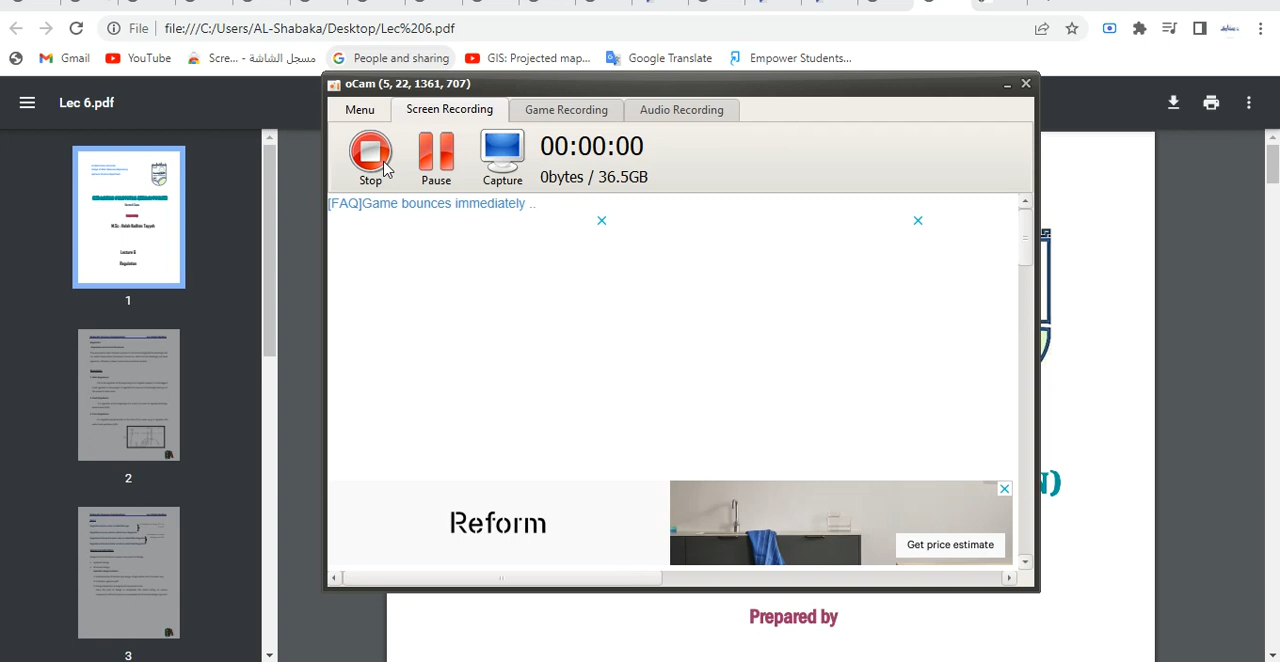 File
file:///C:/Users/AL-Shabaka/Desktop/Lec%206.pdf
Gmail
YouTube
Scre... - مسجل الشاشة
People and sharing
GIS: Projected map...
Google Translate
Empower Students...
Lec 6.pdf
oCam (5, 22, 1361, 707)
Menu
Screen Recording
Game Recording
Audio Recording
Stop
Pause
Capture
00:00:00
0bytes / 36.5GB
[FAQ]Game bounces immediately ..
Reform
Get price estimate
N)
Prepared by
Lecture 6
Regulation
1
2
3